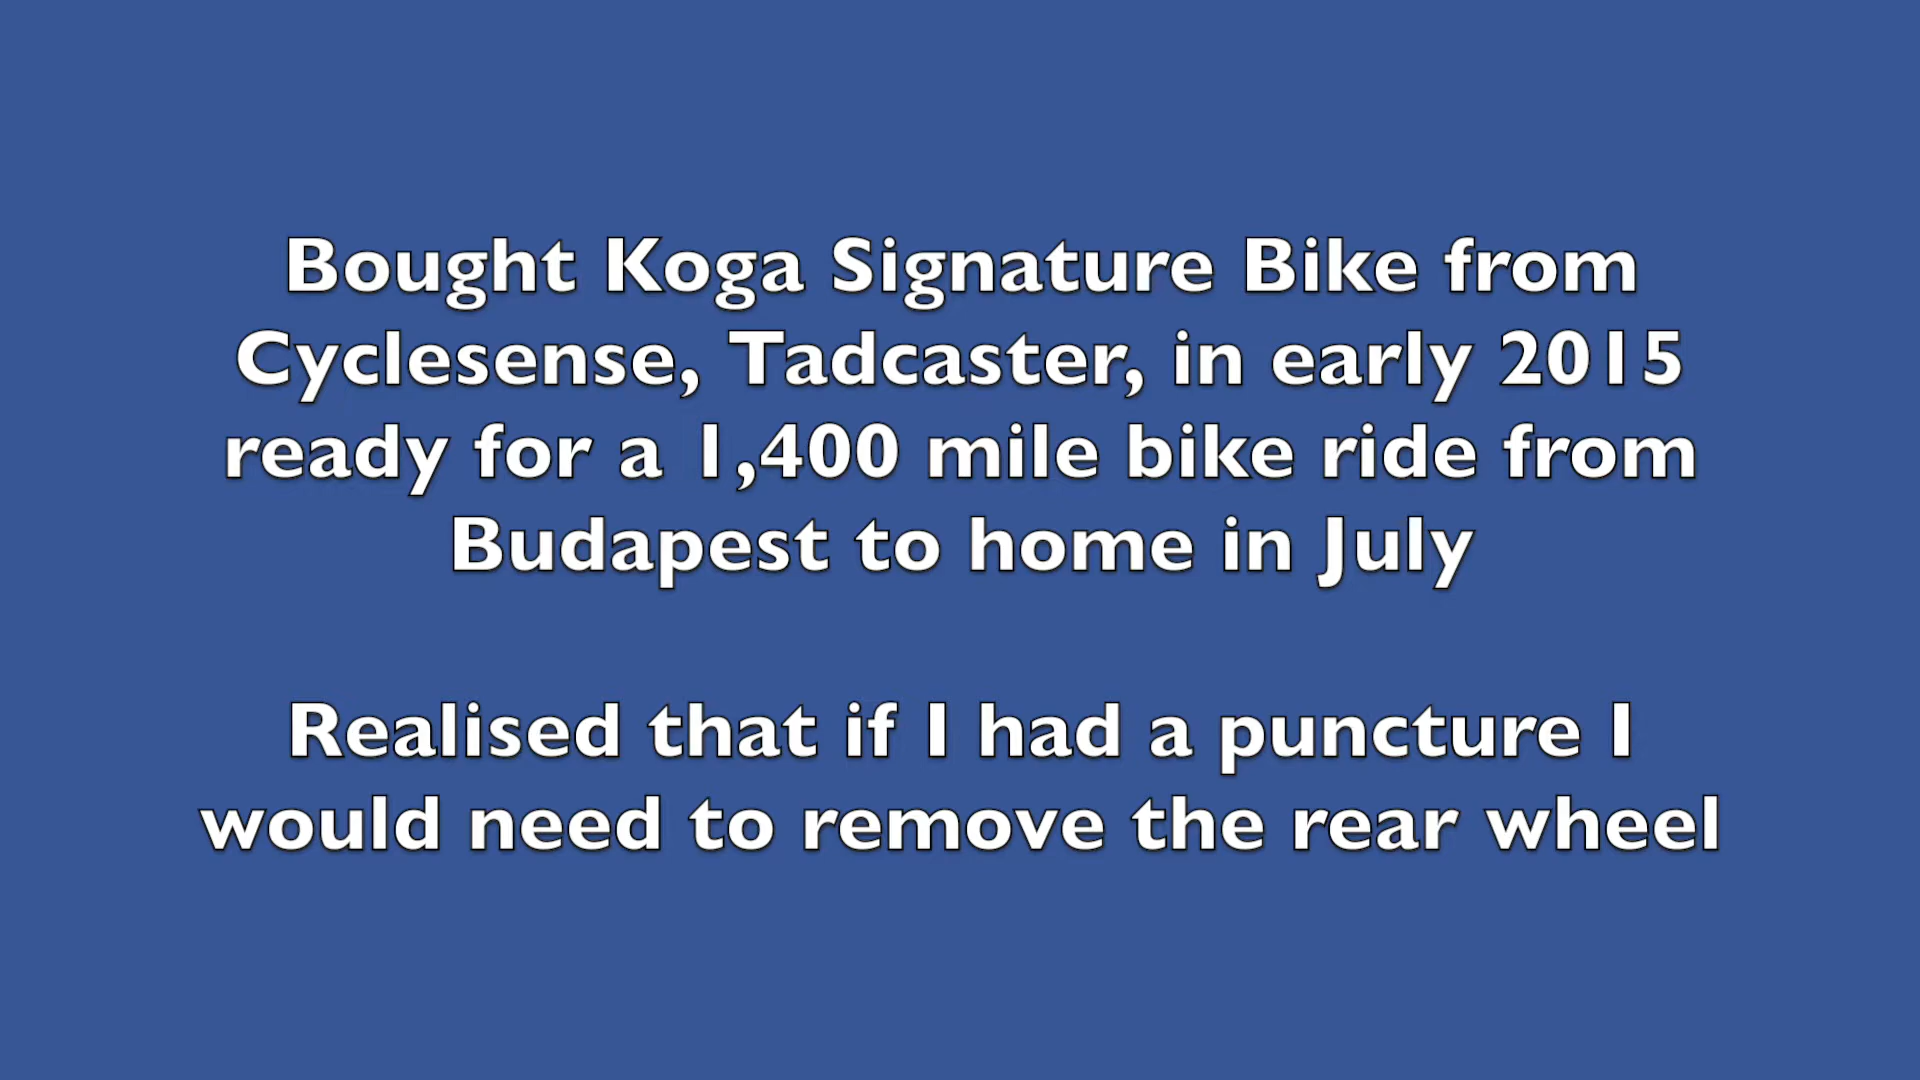 Bought Koga Signature Bike from
Cyclesense, Tadcaster, in early 2015
ready for a 1,400 mile bike ride from
Budapest to home in July
Realised that if I had a puncture I
would need to remove the rear wheel